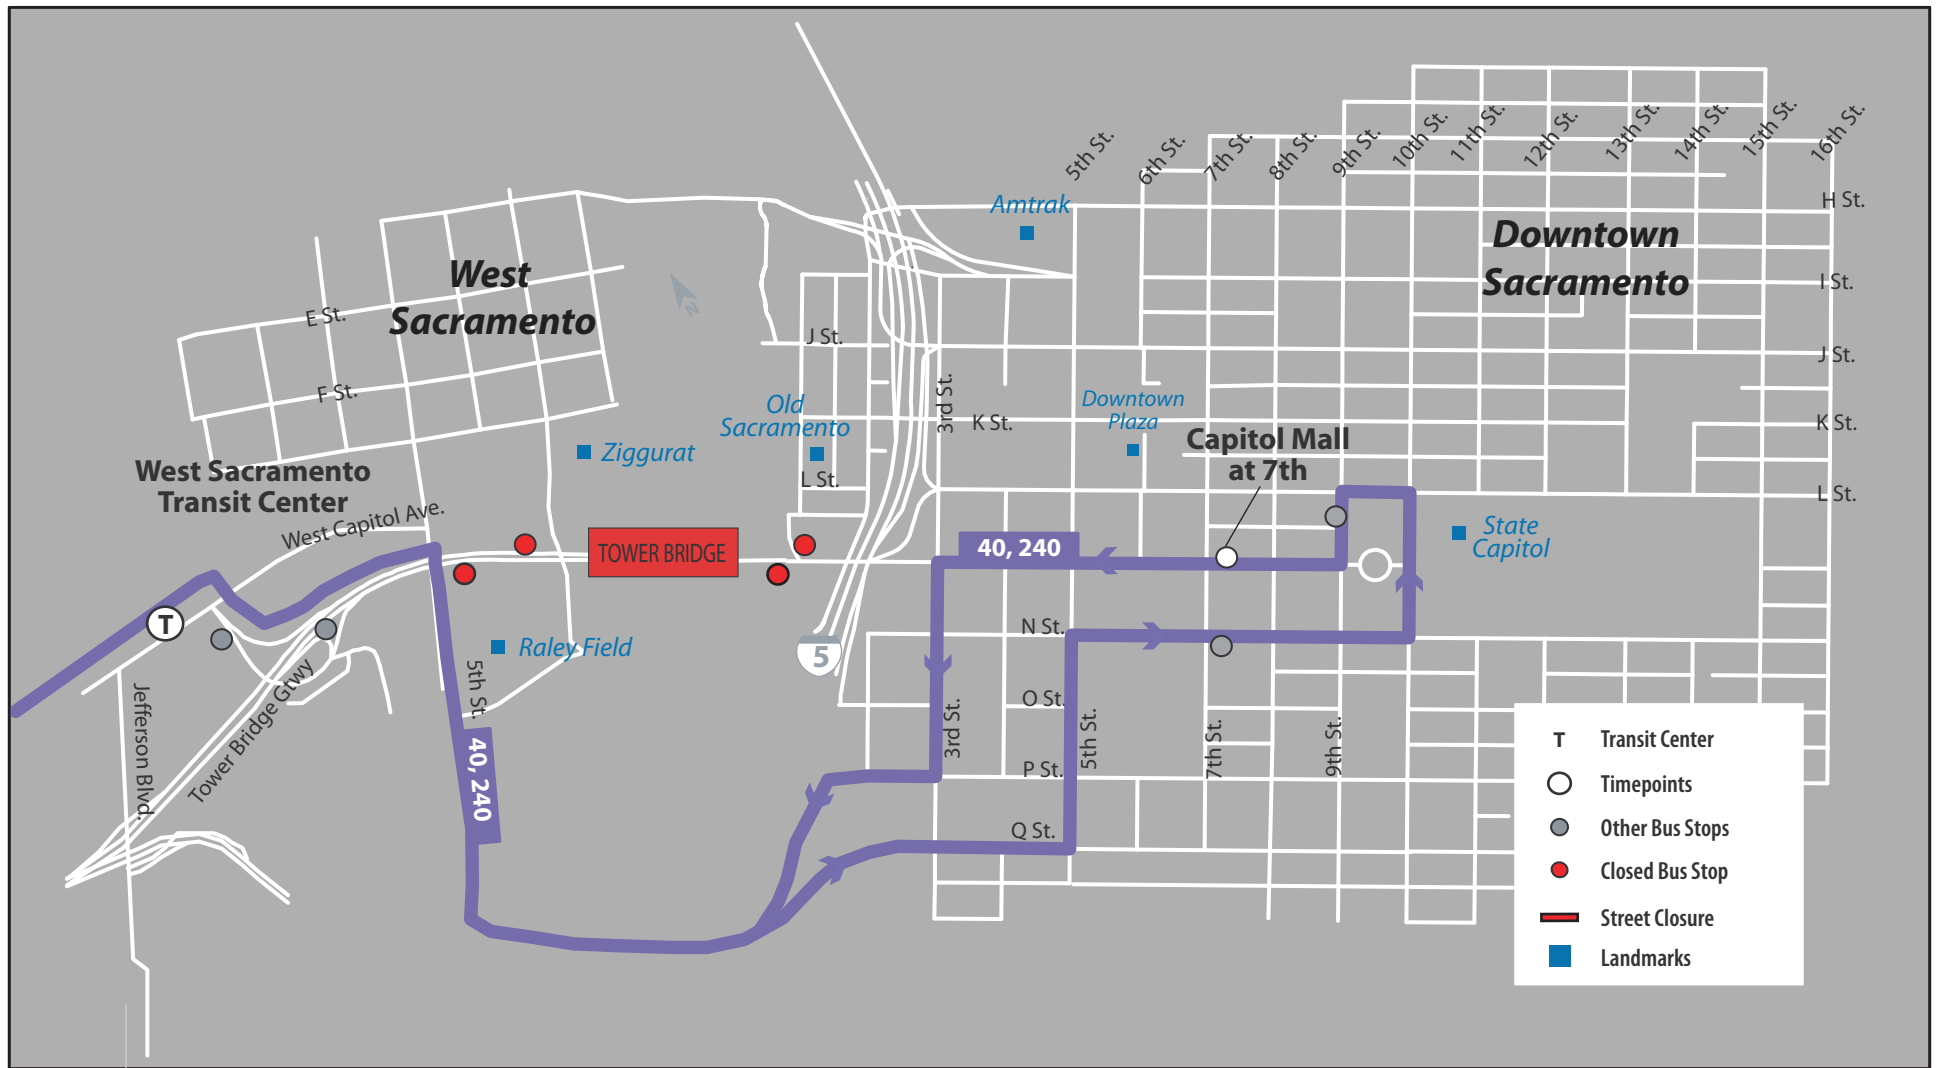 5th St.
6th St.
7th St.
8th St.
9th St.
10th St.
11th St.
12th St.
13th St.
14th St.
15th St.
16th St.
H St.
Amtrak
Downtown
Sacramento
West
Sacramento
I St.
N
E St.
J St.
J St.
F St.
3rd St.
Old
Sacramento
K St.
Downtown
Plaza
K St.
Capitol Mall
at 7th
Ziggurat
West Sacramento
Transit Center
L St.
L St.
West Capitol Ave.
State
Capitol
TOWER BRIDGE
40, 240
T
N St.
Raley Field
5
5th St.
Jefferson Blvd.
Tower Bridge Gtwy
O St.
3rd St.
5th St.
7th St.
9th St.
40, 240
P St.
Q St.
T Transit Center
Timepoints
Other Bus Stops
Closed Bus Stop
Street Closure
Landmarks